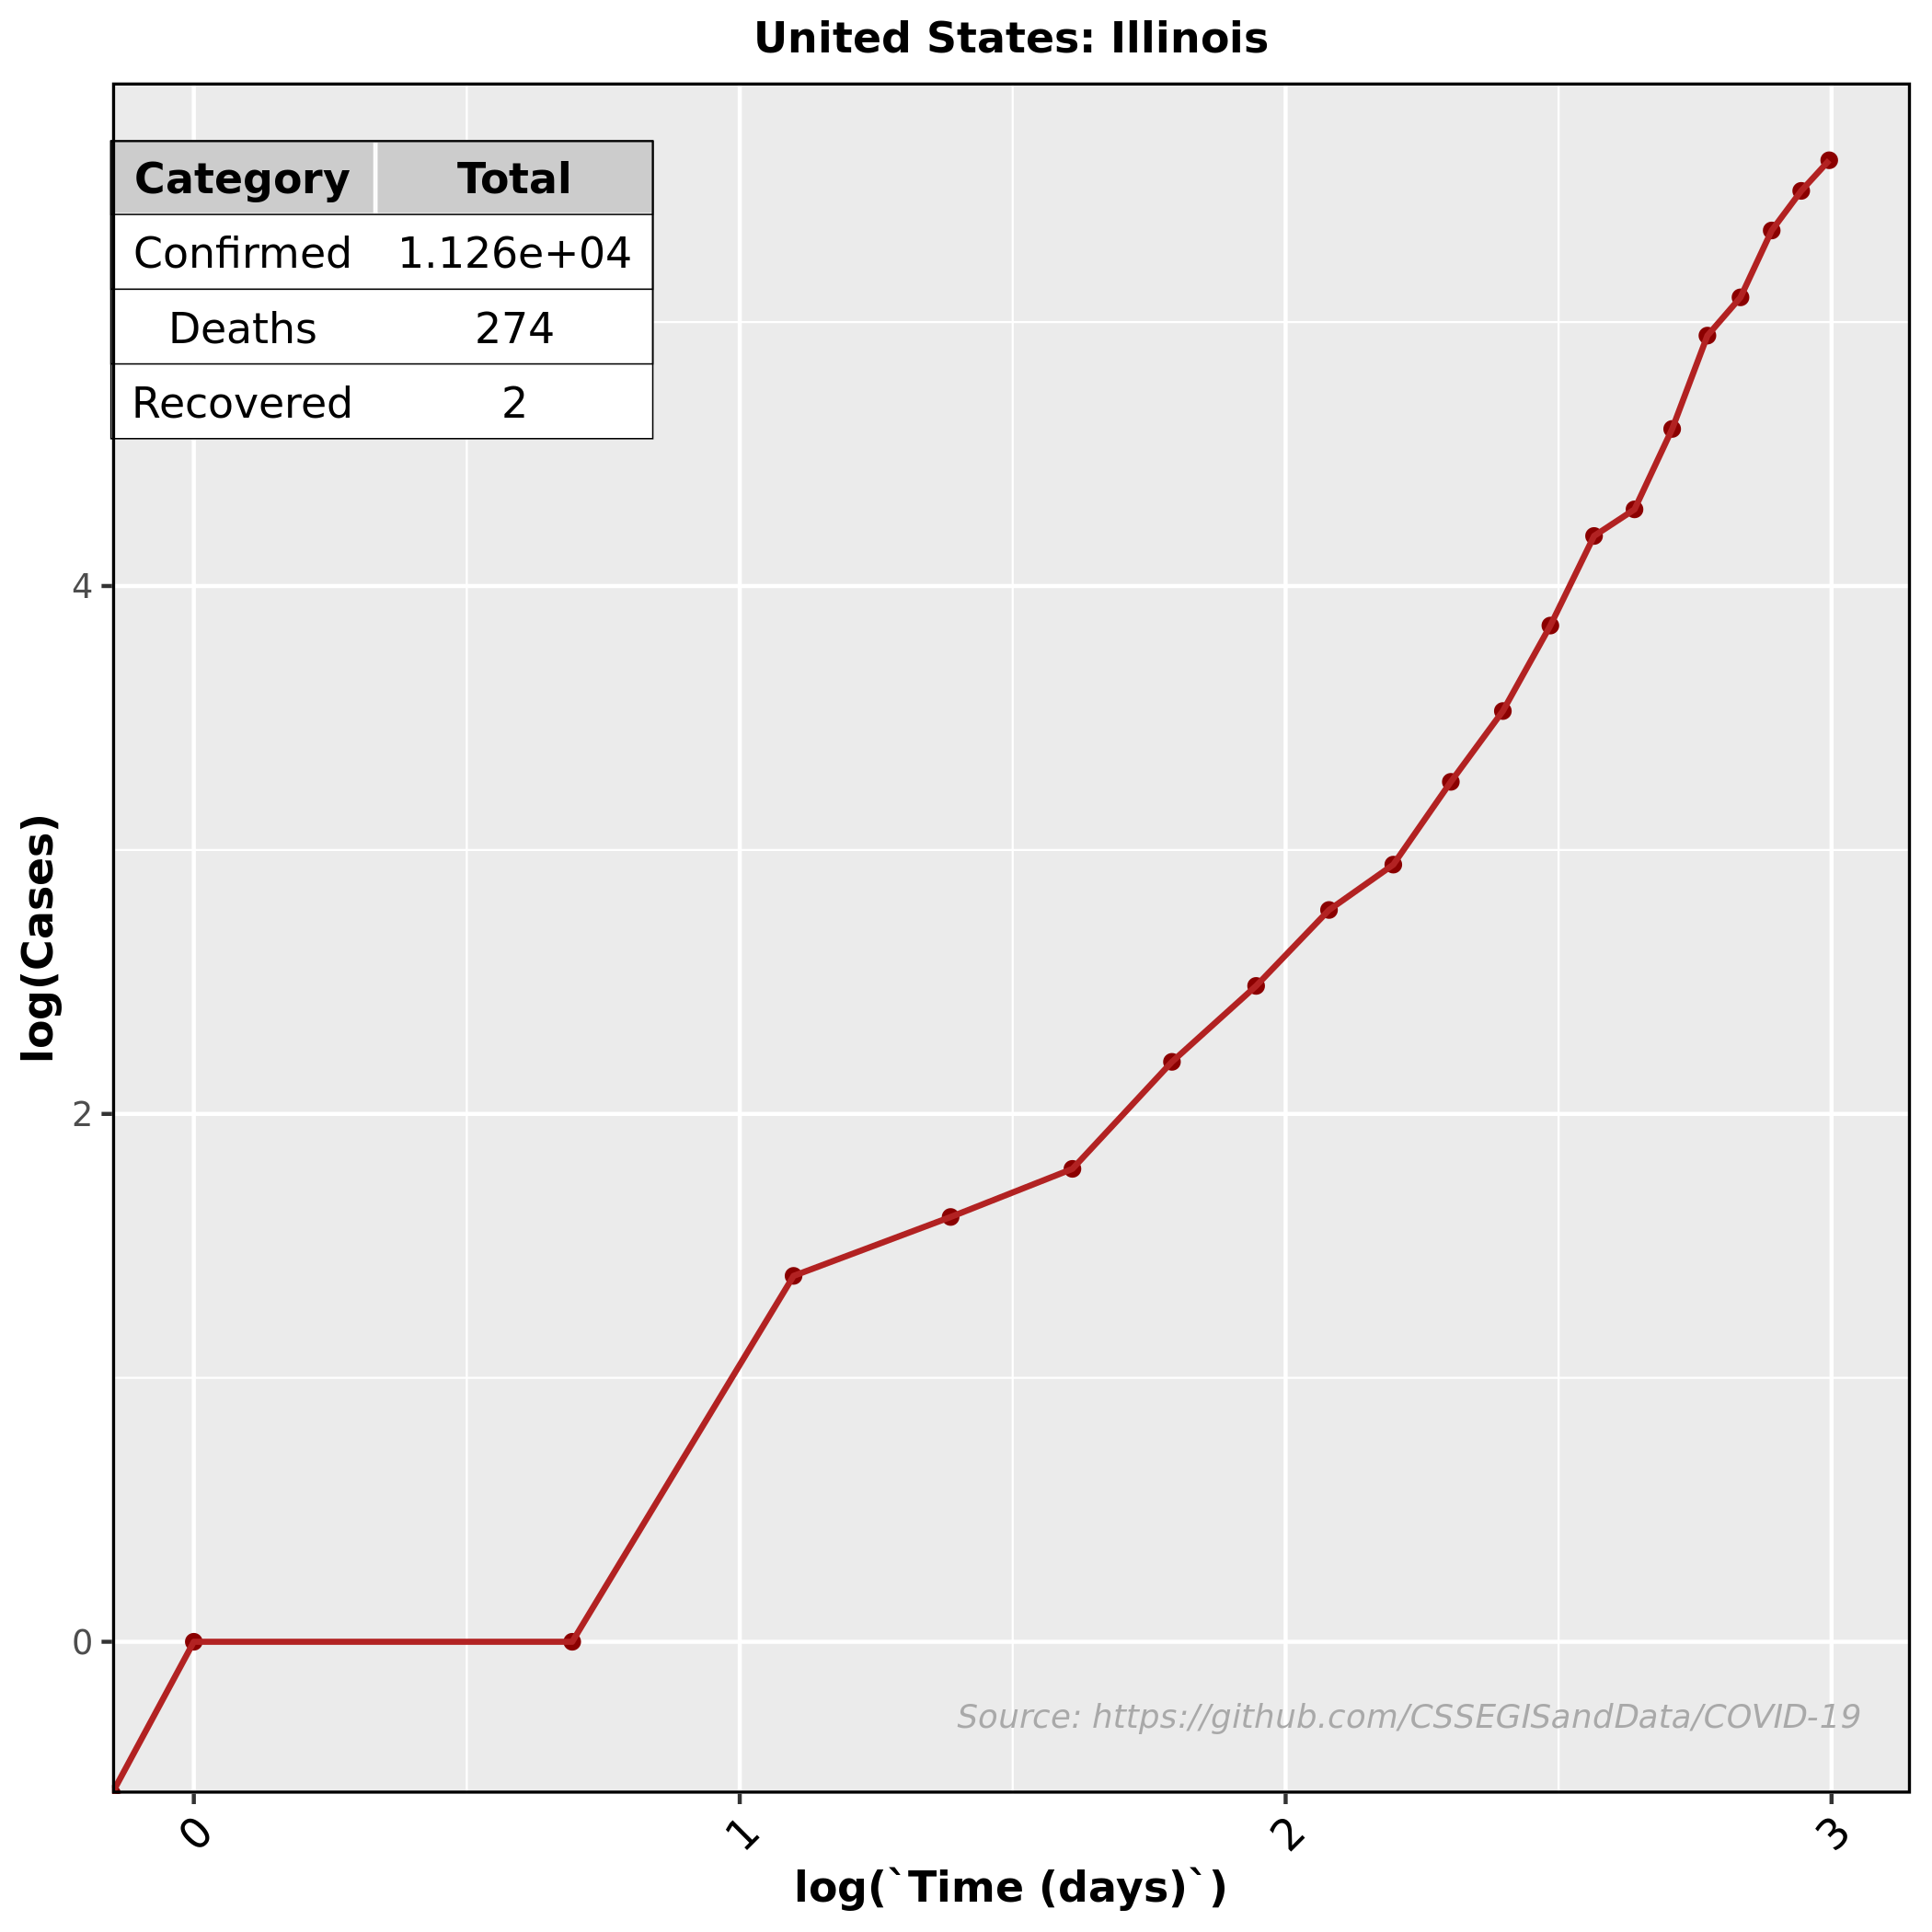 United States: Illinois
Category Total
Confirmed 1.126e+04
Deaths 274
Recovered 2
4
2
0
log(Cases)
Source: https://github.com/CSSEGISandData/COVID-19
0 1 2 3
log(`Time (days)`)